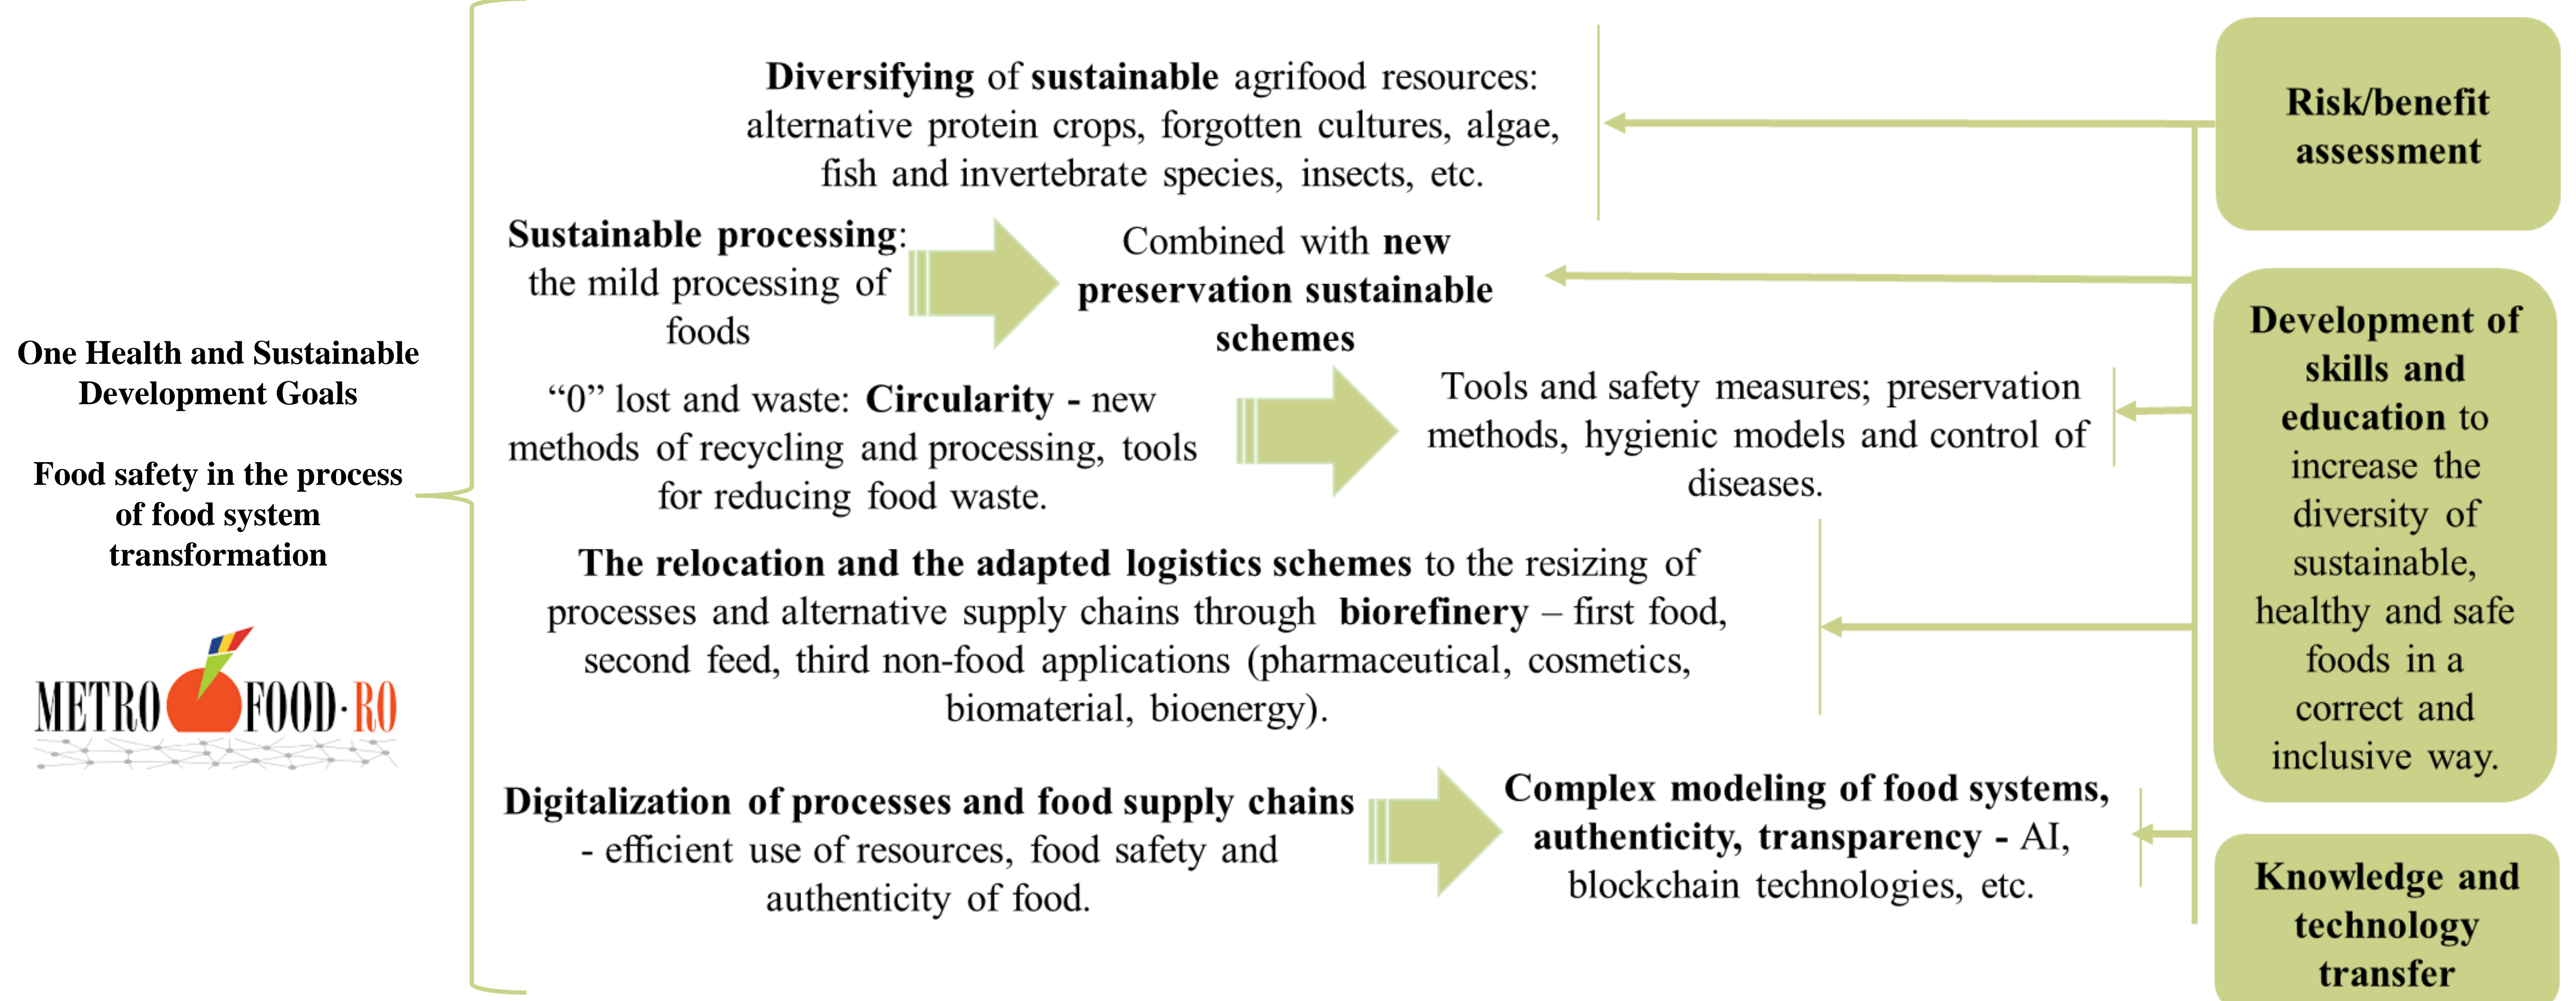 One Health and Sustainable
Development Goals
Food safety in the process
of food system
transformation
METRO FOOD·RO
Diversifying of sustainable agrifood resources:
alternative protein crops, forgotten cultures, algae,
fish and invertebrate species, insects, etc.
Sustainable processing:
the mild processing of
foods
Combined with new
preservation sustainable
schemes
“0” lost and waste: Circularity - new
methods of recycling and processing, tools
for reducing food waste.
Tools and safety measures; preservation
methods, hygienic models and control of
diseases.
The relocation and the adapted logistics schemes to the resizing of
processes and alternative supply chains through biorefinery – first food,
second feed, third non-food applications (pharmaceutical, cosmetics,
biomaterial, bioenergy).
Digitalization of processes and food supply chains
- efficient use of resources, food safety and
authenticity of food.
Complex modeling of food systems,
authenticity, transparency - AI,
blockchain technologies, etc.
Risk/benefit
assessment
Development of
skills and
education to
increase the
diversity of
sustainable,
healthy and safe
foods in a
correct and
inclusive way.
Knowledge and
technology
transfer